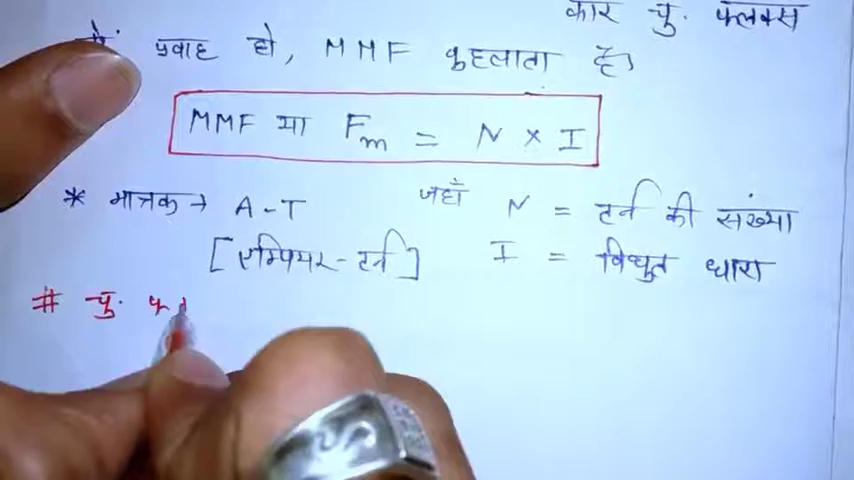 कार चु. फ्लक्स
प्रवाह हो, MMF कहलाता है।
MMF या Fm = N × I
* मात्रक → A-T जहाँ N = टर्न की संख्या
[एम्पियर-टर्न] I = विधुत धारा
# चु.